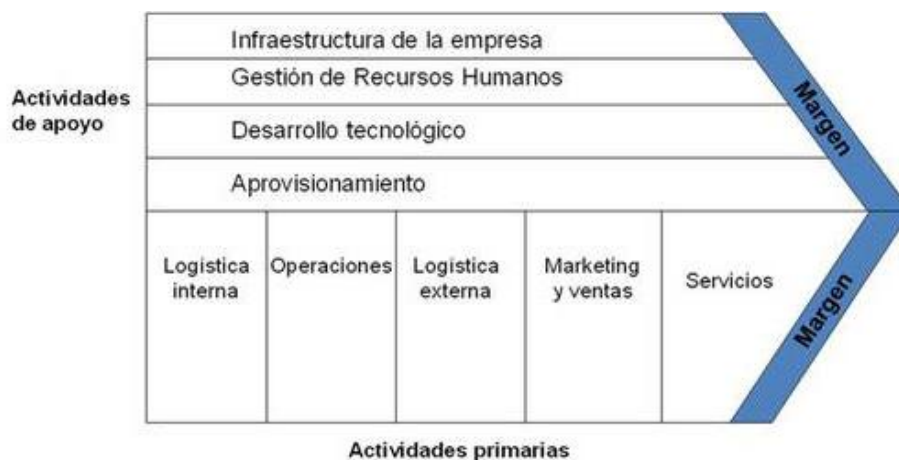 Infraestructura de la empresa
Gestión de Recursos Humanos
Actividades
de apoyo
Desarrollo tecnológico
Aprovisionamiento
Margen
Logística
interna
Operaciones
Logística
externa
Marketing
y ventas
Servicios
Margen
Actividades primarias